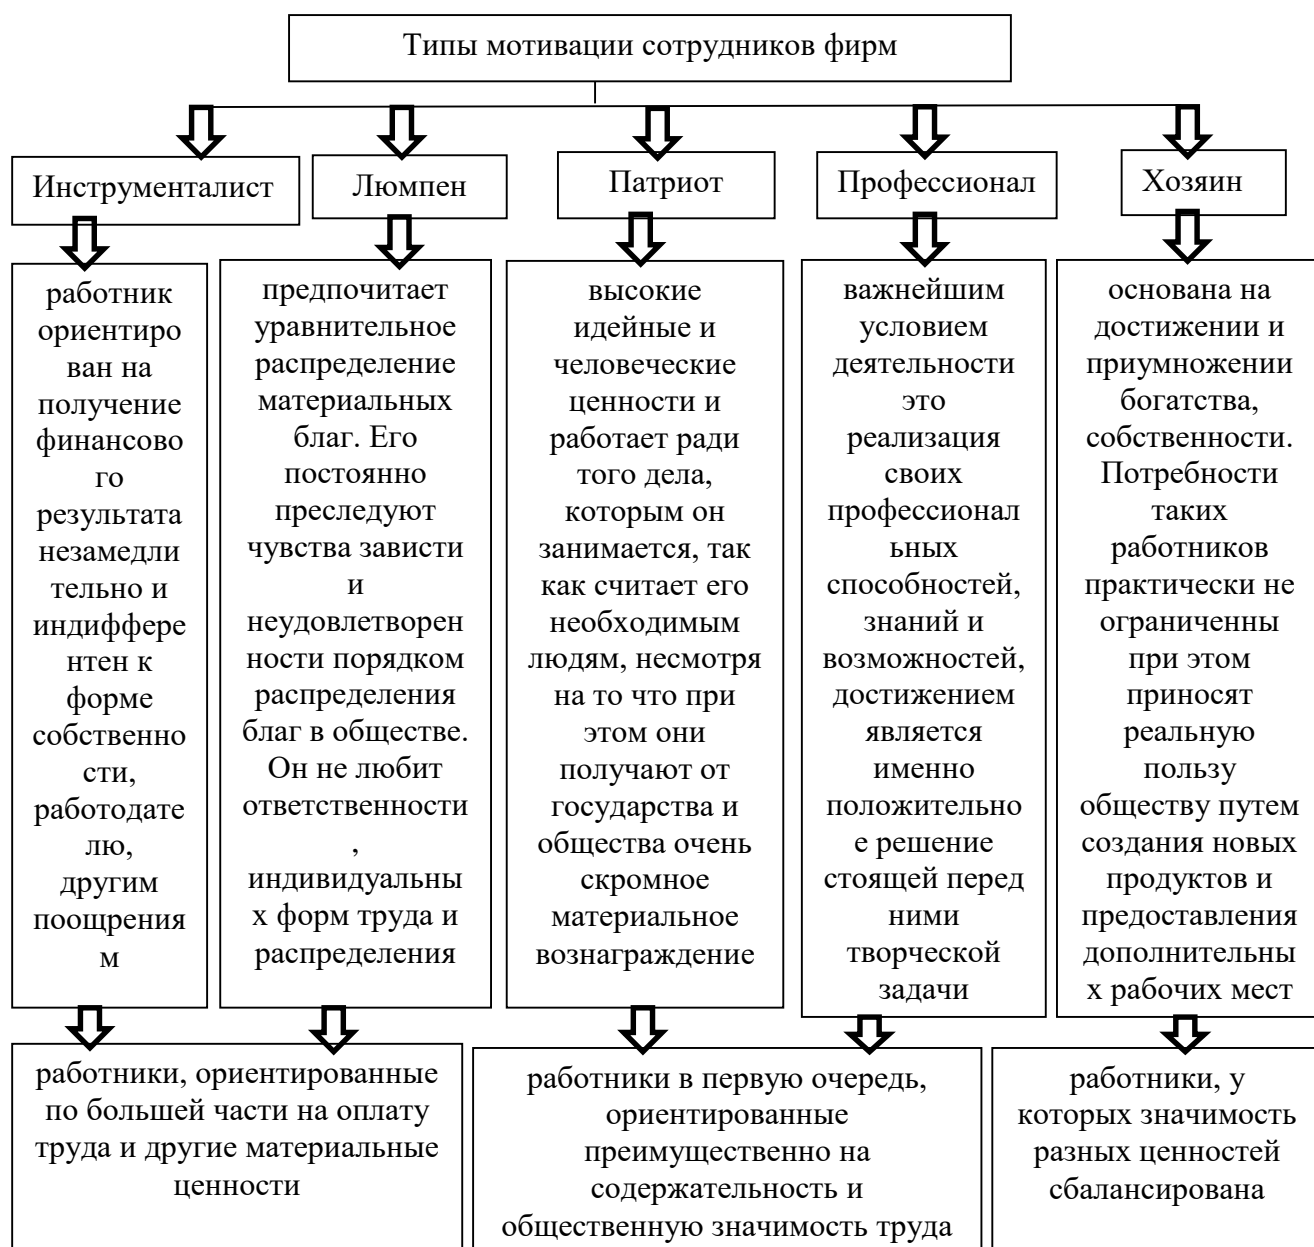 Типы мотивации сотрудников фирм
Инструменталист
Люмпен
Патриот
Профессионал
Хозяин
работник
ориентиро
ван на
получение
финансово
го
результата
незамедли
тельно и
индиффере
нтен к
форме
собственно
сти,
работодате
лю,
другим
поощрения
м
предпочитает
уравнительное
распределение
материальных
благ. Его
постоянно
преследуют
чувства зависти
и
неудовлетворен
ности порядком
распределения
благ в обществе.
Он не любит
ответственности
,
индивидуальны
х форм труда и
распределения
высокие
идейные и
человеческие
ценности и
работает ради
того дела,
которым он
занимается, так
как считает его
необходимым
людям, несмотря
на то что при
этом они
получают от
государства и
общества очень
скромное
материальное
вознаграждение
важнейшим
условием
деятельности
это
реализация
своих
профессионал
ьных
способностей,
знаний и
возможностей,
достижением
является
именно
положительно
е решение
стоящей перед
ними
творческой
задачи
основана на
достижении и
приумножении
богатства,
собственности.
Потребности
таких
работников
практически не
ограниченны
при этом
приносят
реальную
пользу
обществу путем
создания новых
продуктов и
предоставления
дополнительны
х рабочих мест
работники, ориентированные
по большей части на оплату
труда и другие материальные
ценности
работники в первую очередь,
ориентированные
преимущественно на
содержательность и
общественную значимость труда
работники, у
которых значимость
разных ценностей
сбалансирована